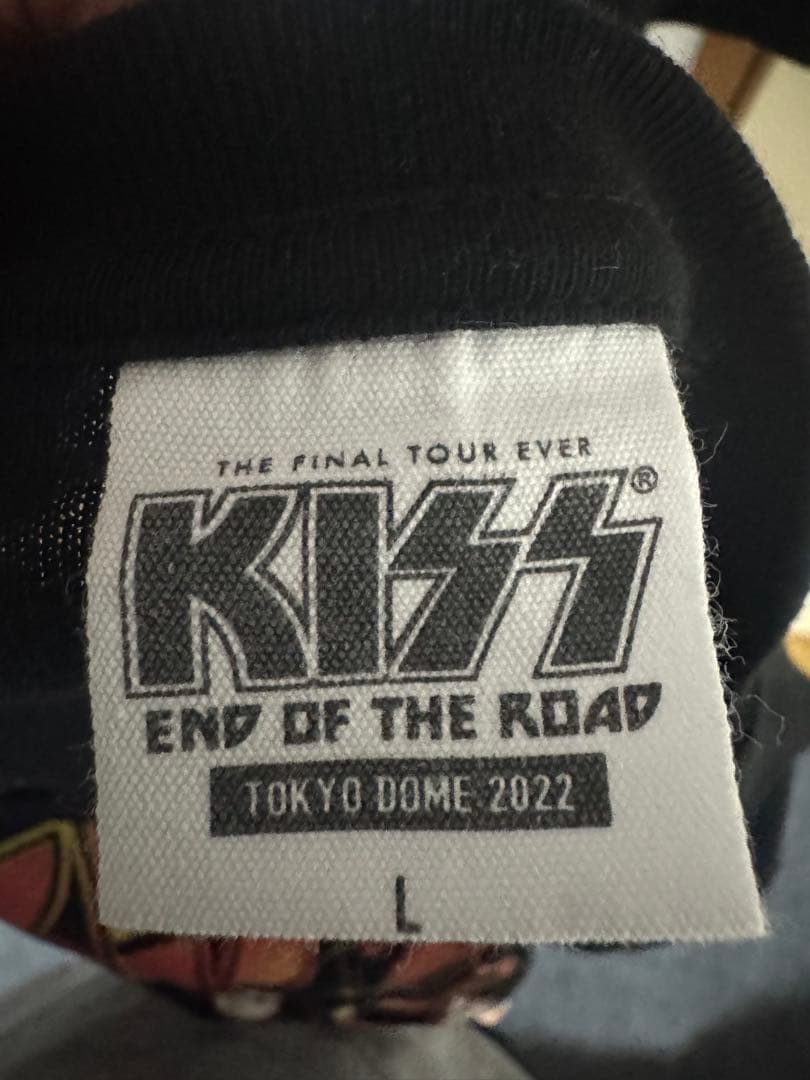 THE FINAL TOUR EVER
KISS®
END OF THE ROAD
TOKYO DOME 2022
L